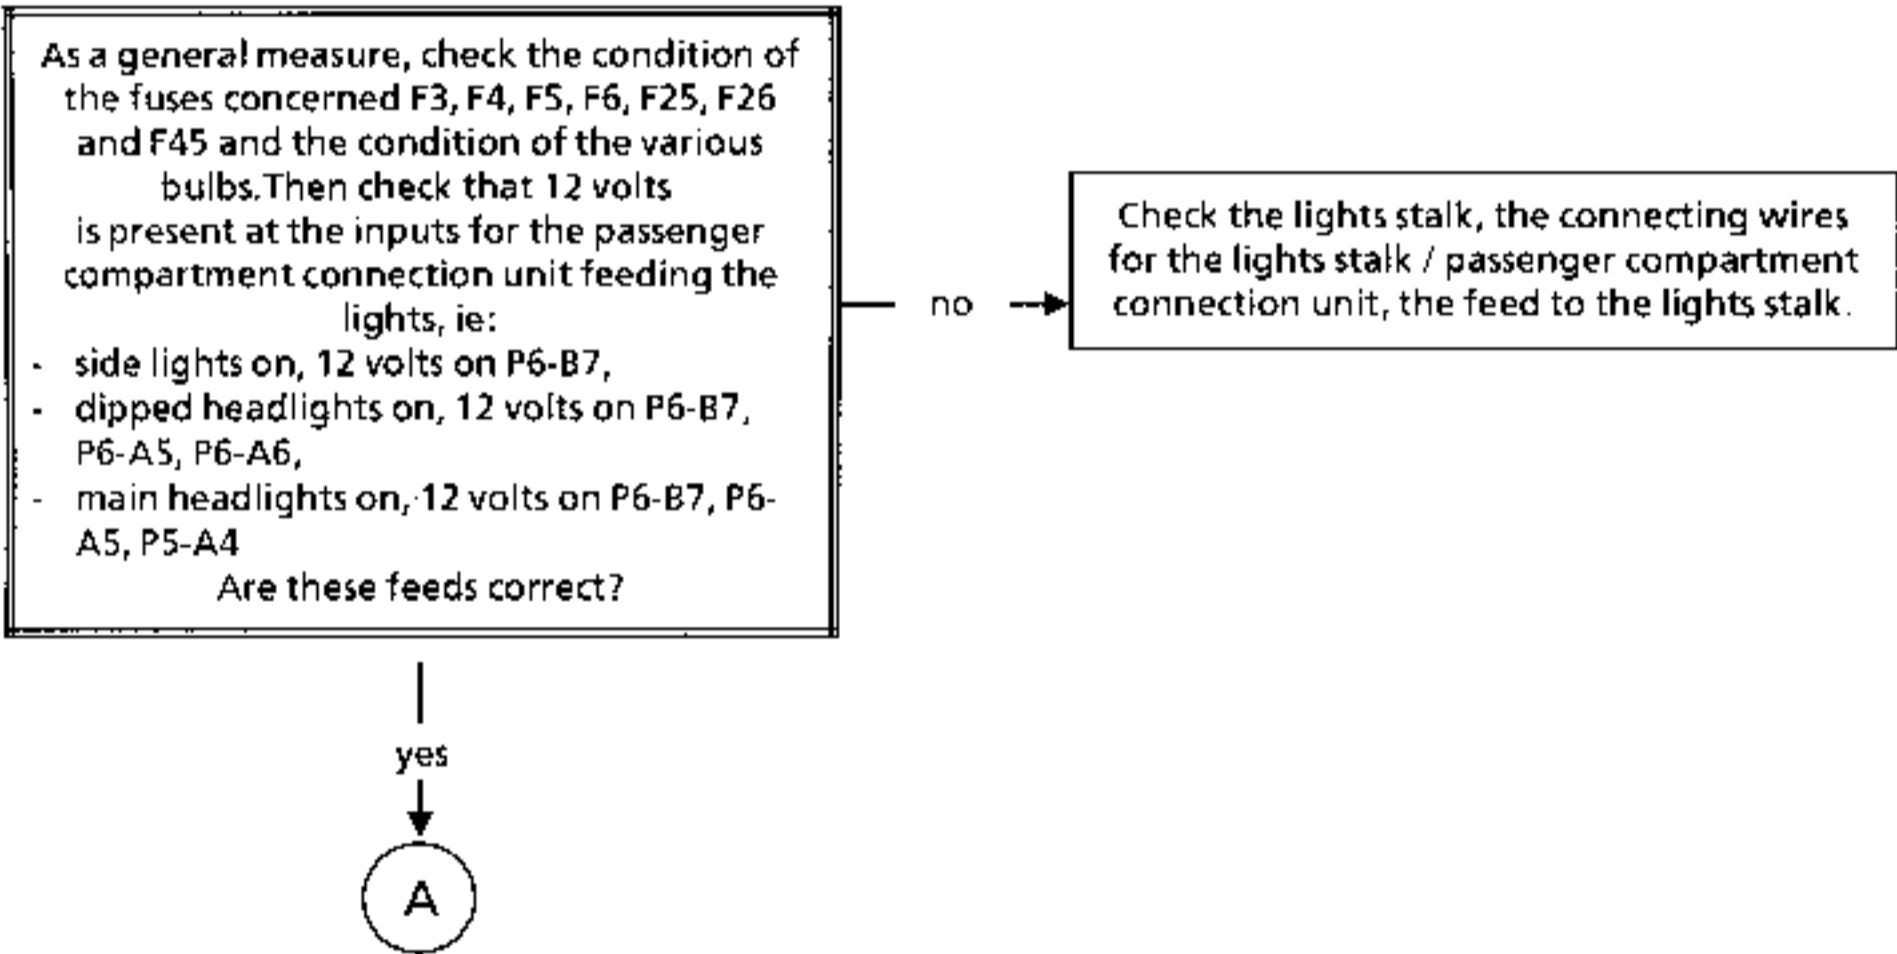 As a general measure, check the condition of
the fuses concerned F3, F4, F5, F6, F25, F26
and F45 and the condition of the various
bulbs.Then check that 12 volts
is present at the inputs for the passenger
compartment connection unit feeding the
lights, ie:
- side lights on, 12 volts on P6-B7,
- dipped headlights on, 12 volts on P6-B7,
P6-A5, P6-A6,
- main headlights on, 12 volts on P6-B7, P6-
A5, P5-A4
Are these feeds correct?
no
Check the lights stalk, the connecting wires
for the lights stalk / passenger compartment
connection unit, the feed to the lights stalk.
yes
A